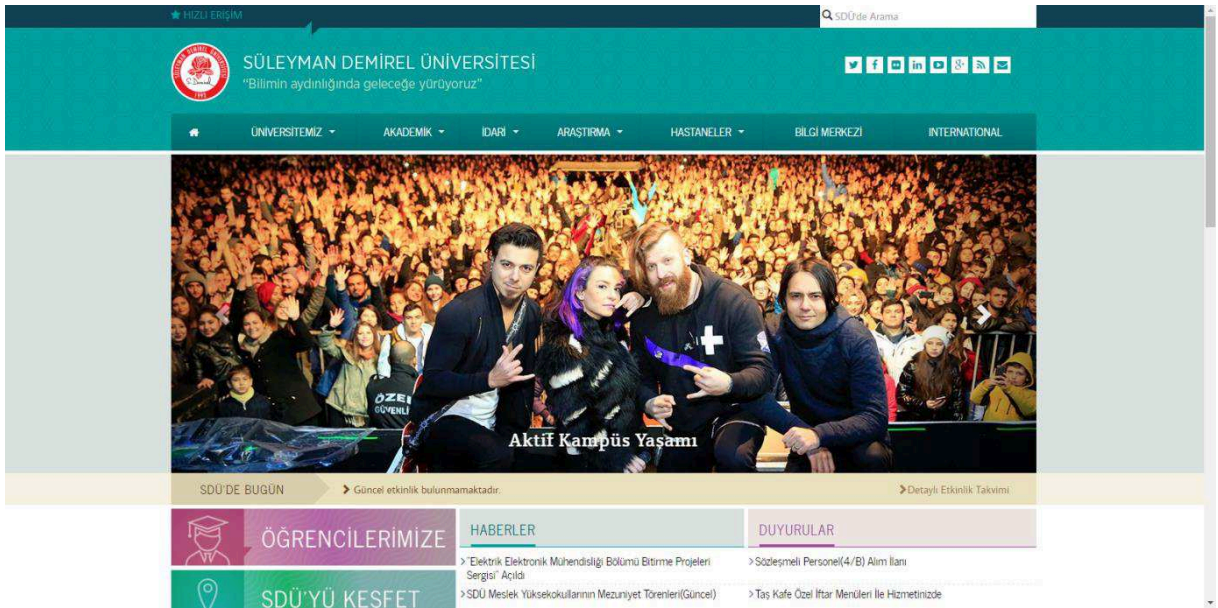 HIZLI ERİŞİM
SDÜ'de Arama
SÜLEYMAN DEMİREL ÜNİVERSİTESİ
"Bilimin aydınlığında geleceğe yürüyoruz"
ÜNİVERSİTEMİZ AKADEMİK İDARİ ARAŞTIRMA HASTANELER BİLGİ MERKEZİ INTERNATIONAL
ÖZEL
GÜVENLİ
Aktif Kampüs Yaşamı
SDÜ'DE BUGÜN
Güncel etkinlik bulunmamaktadır.
Detaylı Etkinlik Takvimi
ÖĞRENCİLERİMİZE
SDÜ'YÜ KEŞFET
HABERLER
"Elektrik Elektronik Mühendisliği Bölümü Bitirme Projeleri
Sergisi" Açıldı
SDÜ Meslek Yüksekokullarının Mezuniyet Törenleri(Güncel)
DUYURULAR
Sözleşmeli Personel(4/B) Alım İlanı
Taş Kafe Özel İftar Menüleri İle Hizmetinizde